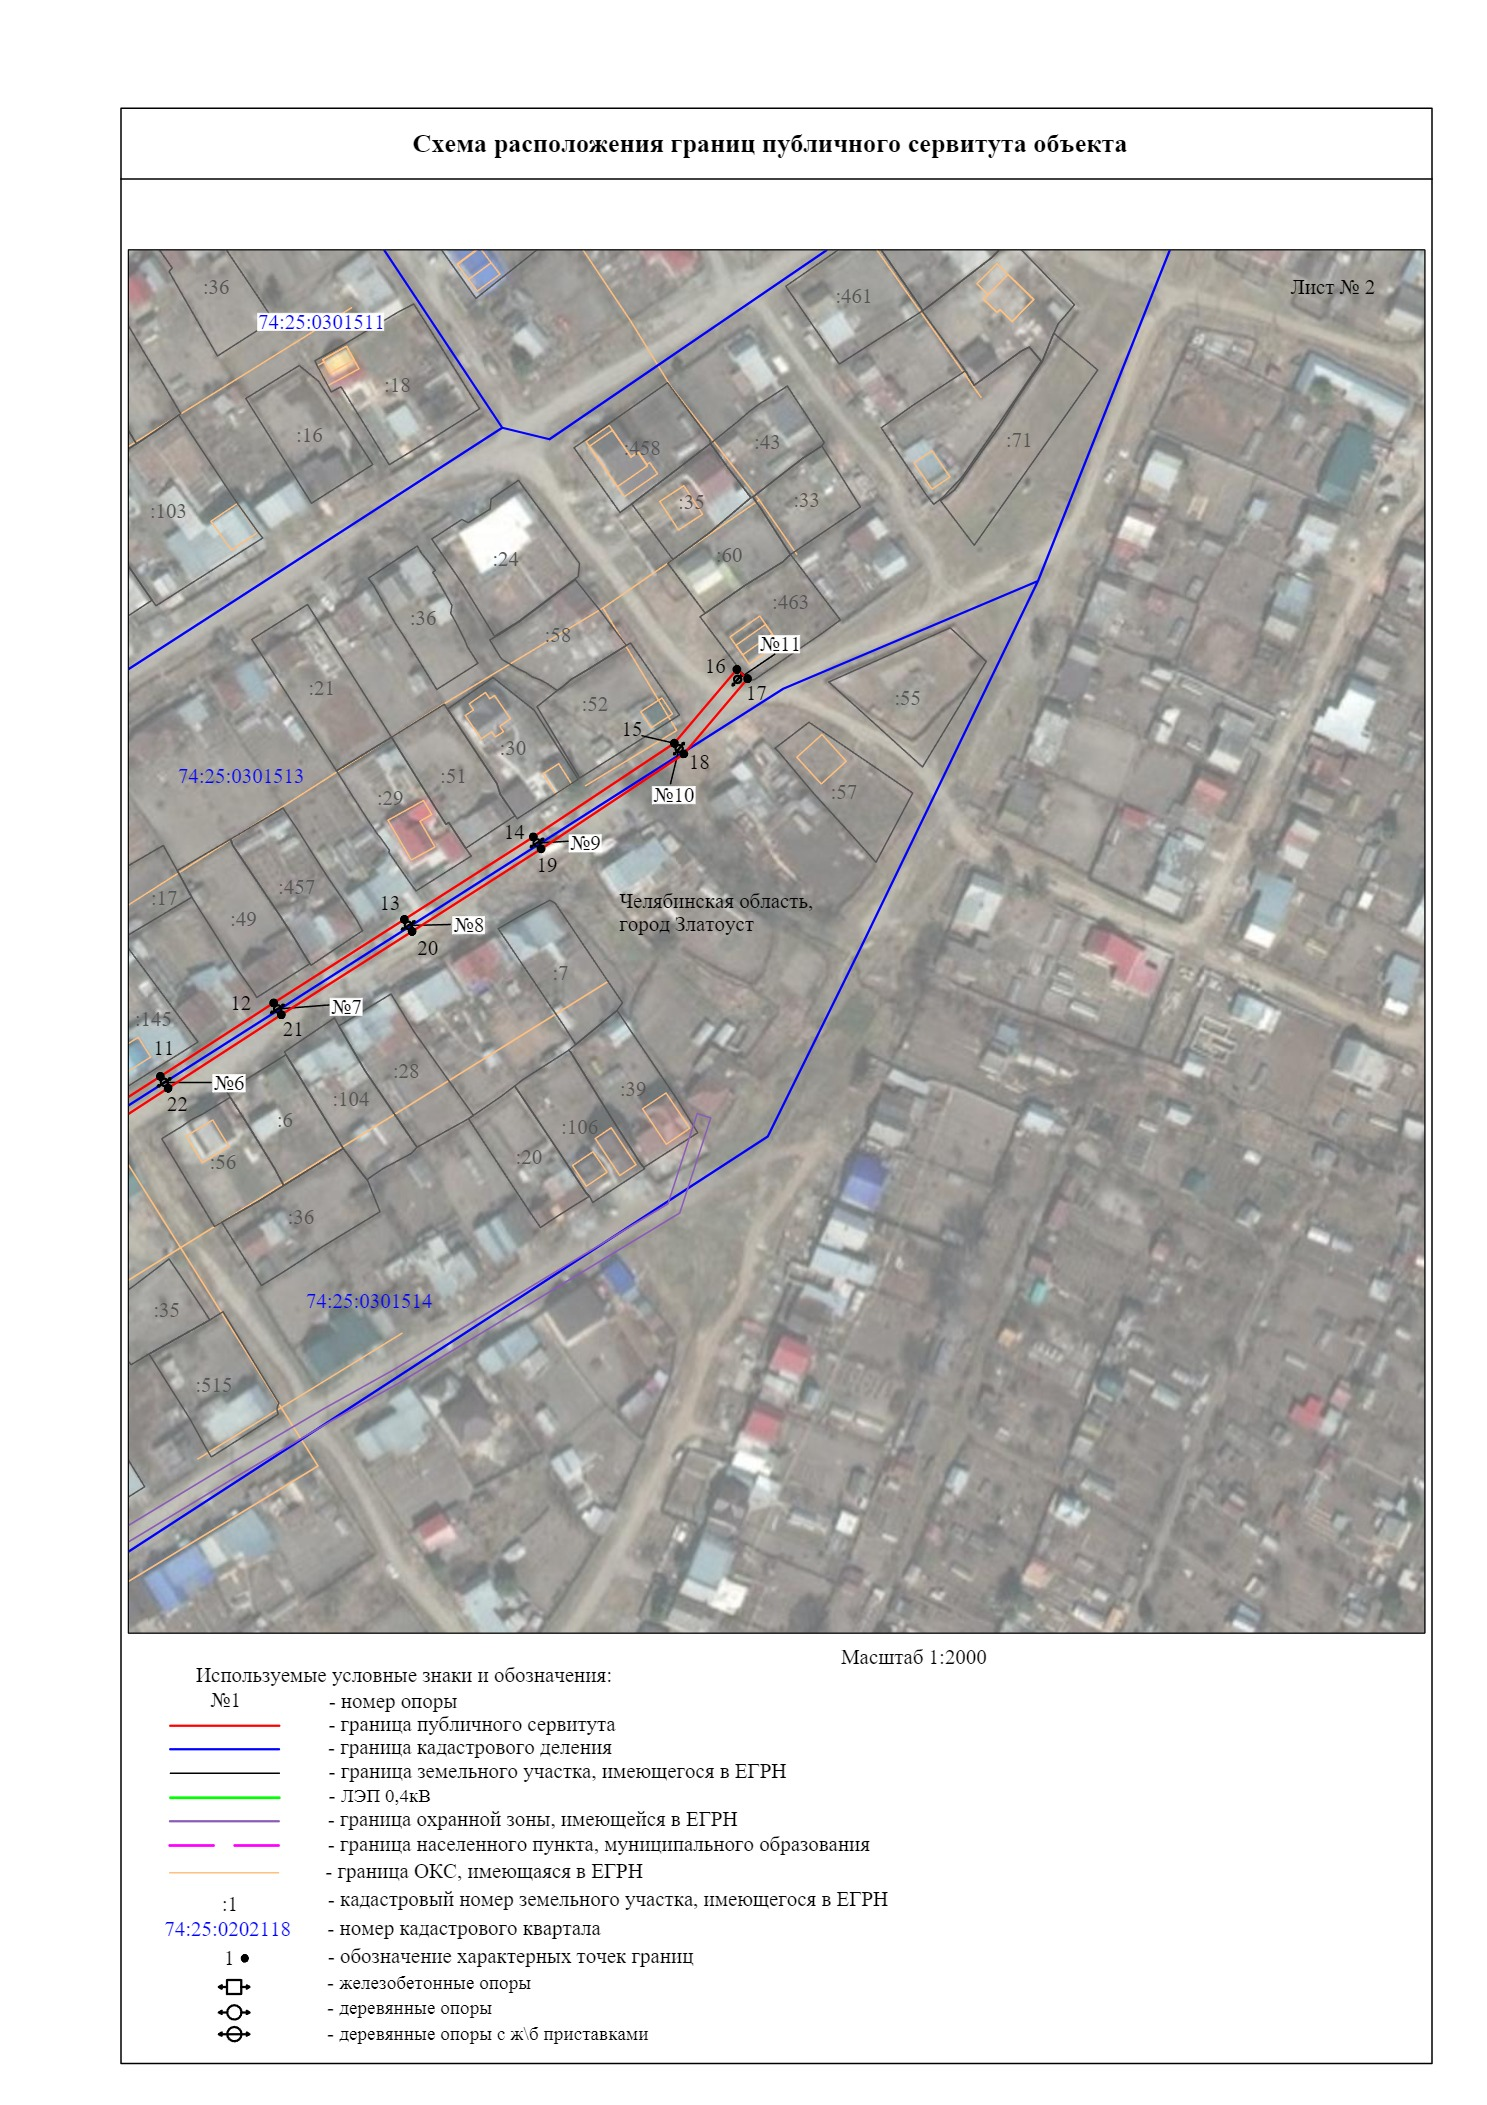 Схема расположения границ публичного сервитута объекта
Лист № 2
:36
:461
74:25:0301511
:18
:16
:458
:43
:71
:35
:33
:103
:24
:60
:36
:463
:58
№11
16
:21
17
:52
:55
15
:30
18
74:25:0301513
:51
:29
№10
:57
14
№9
19
:457
:17
Челябинская область,
13
:49
город Златоуст
№8
20
:7
12
№7
:145
21
11
:28
№6
:39
22
:104
:6
:106
:56
:20
:36
74:25:0301514
:35
:515
Масштаб 1:2000
Используемые условные знаки и обозначения:
№1 - номер опоры
- граница публичного сервитута
- граница кадастрового деления
- граница земельного участка, имеющегося в ЕГРН
- ЛЭП 0,4кВ
- граница охранной зоны, имеющейся в ЕГРН
- граница населенного пункта, муниципального образования
- граница ОКС, имеющаяся в ЕГРН
:1 - кадастровый номер земельного участка, имеющегося в ЕГРН
74:25:0202118 - номер кадастрового квартала
1 - обозначение характерных точек границ
- железобетонные опоры
- деревянные опоры
- деревянные опоры с ж\б приставками